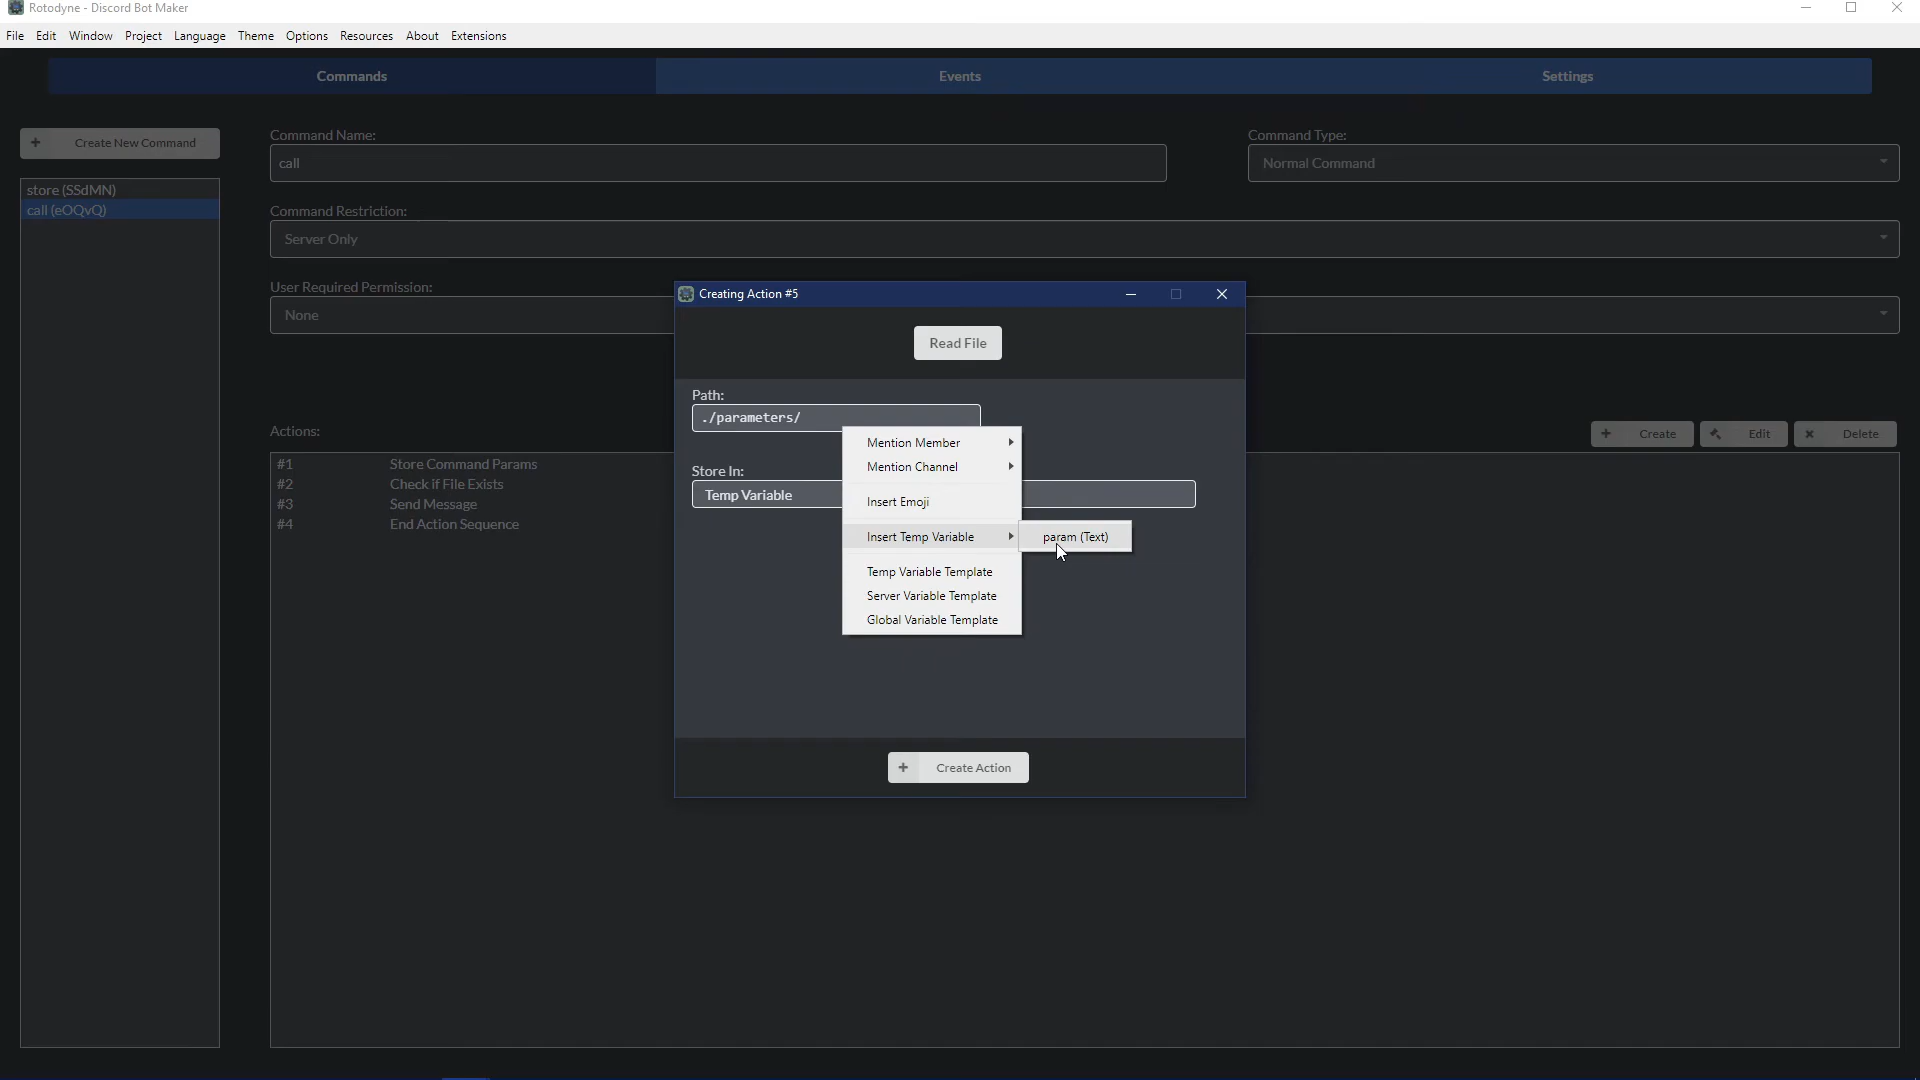 Rotodyne - Discord Bot Maker
File Edit Window Project Language Theme Options Resources About Extensions
Commands Events Settings
Create New Command
store (SSdMN)
call (eOQvQ)
Command Name:
call
Command Type:
Normal Command
Command Restriction:
Server Only
User Required Permission:
None
Creating Action #5
Read File
Path:
./parameters/
Store In:
Temp Variable
Mention Member
Mention Channel
Insert Emoji
Insert Temp Variable
param (Text)
Temp Variable Template
Server Variable Template
Global Variable Template
Create Action
Actions:
Create Edit Delete
#1 Store Command Params
#2 Check if File Exists
#3 Send Message
#4 End Action Sequence